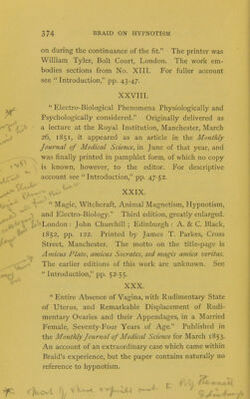 374 BRAID ON HYPNOTISM
on during the continuance of the fit." The printer was
William Tyler, Bolt Court, London. The work em-
bodies sections from No. XIII. For fuller account
see "Introduction," pp. 43-47.
XXVIII.
"Electro-Biological Phenomena Physiologically and
Psychologically considered." Originally delivered as
a lecture at the Royal Institution, Manchester, March
26, 1851, it appeared as an article in the Monthly
Journal of Medical Science, in June of that year, and
was finally printed in pamphlet form, of which no copy
is known, however, to the editor. For descriptive
account see "Introduction," pp. 47-52.
XXIX.
"Magic, Witchcraft, Animal Magnetism, Hypnotism,
and Electro-Biology." Third edition, greatly enlarged.
London: John Churchill; Edinburgh: A. & C. Black,
1852, pp. 122. Printed by James T. Parkes, Cross
Street, Manchester. The motto on the title-page is
Amicus Plato, amicus Socrates, sed magis amica veritas.
The earlier editions of this work are unknown. See
"Introduction," pp. 52-55.
XXX.
"Entire Absence of Vagina, with Rudimentary State
of Uterus, and Remarkable Displacement of Rudi-
mentary Ovaries and their Appendages, in a Married
Female, Seventy-Four Years of Age." Published in
the Monthly Journal of Medical Science for March 1853.
An account of an extraordinary case which came within
Braid's experience, but the paper contains naturally no
reference to hypnotism.